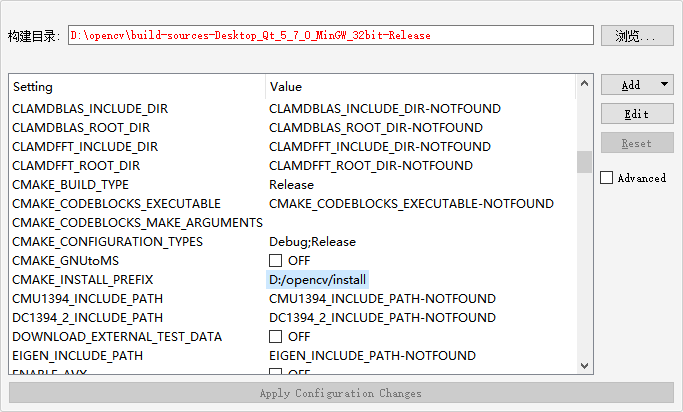 构建目录: D:\opencv\build-sources-Desktop_Qt_5_7_0_MinGW_32bit-Release 浏览...
Setting Value Add
CLAMDBLAS_INCLUDE_DIR CLAMDBLAS_INCLUDE_DIR-NOTFOUND Edit
CLAMDBLAS_ROOT_DIR CLAMDBLAS_ROOT_DIR-NOTFOUND
CLAMDFFT_INCLUDE_DIR CLAMDFFT_INCLUDE_DIR-NOTFOUND Reset
CLAMDFFT_ROOT_DIR CLAMDFFT_ROOT_DIR-NOTFOUND
CMAKE_BUILD_TYPE Release Advanced
CMAKE_CODEBLOCKS_EXECUTABLE CMAKE_CODEBLOCKS_EXECUTABLE-NOTFOUND
CMAKE_CODEBLOCKS_MAKE_ARGUMENTS
CMAKE_CONFIGURATION_TYPES Debug;Release
CMAKE_GNUtoMS OFF
CMAKE_INSTALL_PREFIX D:/opencv/install
CMU1394_INCLUDE_PATH CMU1394_INCLUDE_PATH-NOTFOUND
DC1394_2_INCLUDE_PATH DC1394_2_INCLUDE_PATH-NOTFOUND
DOWNLOAD_EXTERNAL_TEST_DATA OFF
EIGEN_INCLUDE_PATH EIGEN_INCLUDE_PATH-NOTFOUND
ENABLE_AVX OFF
Apply Configuration Changes